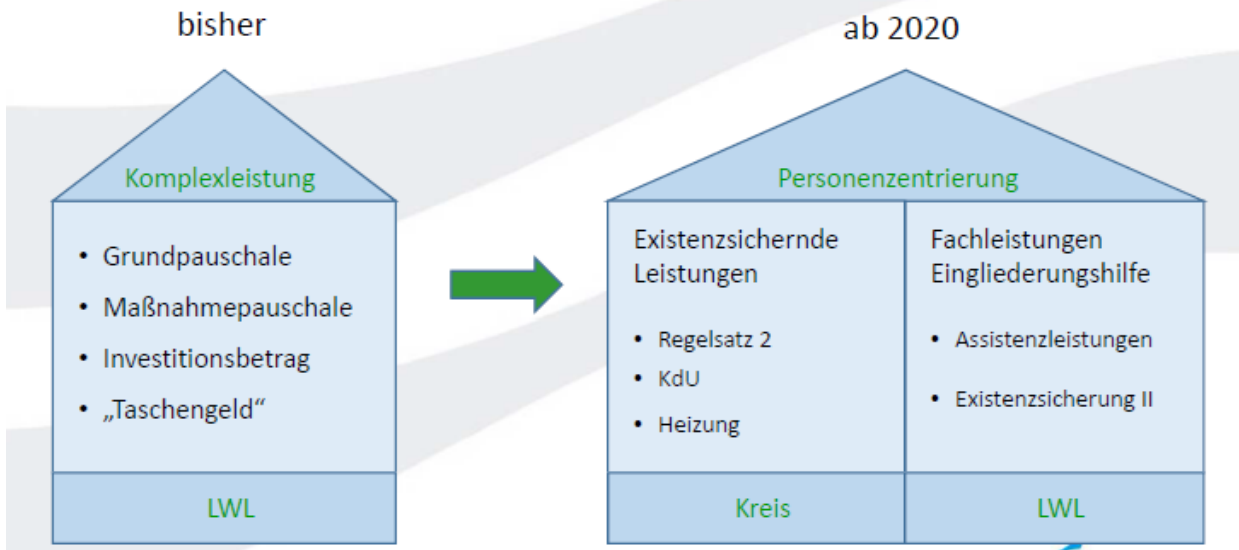 bisher
Komplexleistung
• Grundpauschale
• Maßnahmepauschale
• Investitionsbetrag
• „Taschengeld“
LWL
ab 2020
Personenzentrierung
Existenzsichernde
Leistungen
• Regelsatz 2
• KdU
• Heizung
Kreis
Fachleistungen
Eingliederungshilfe
• Assistenzleistungen
• Existenzsicherung II
LWL